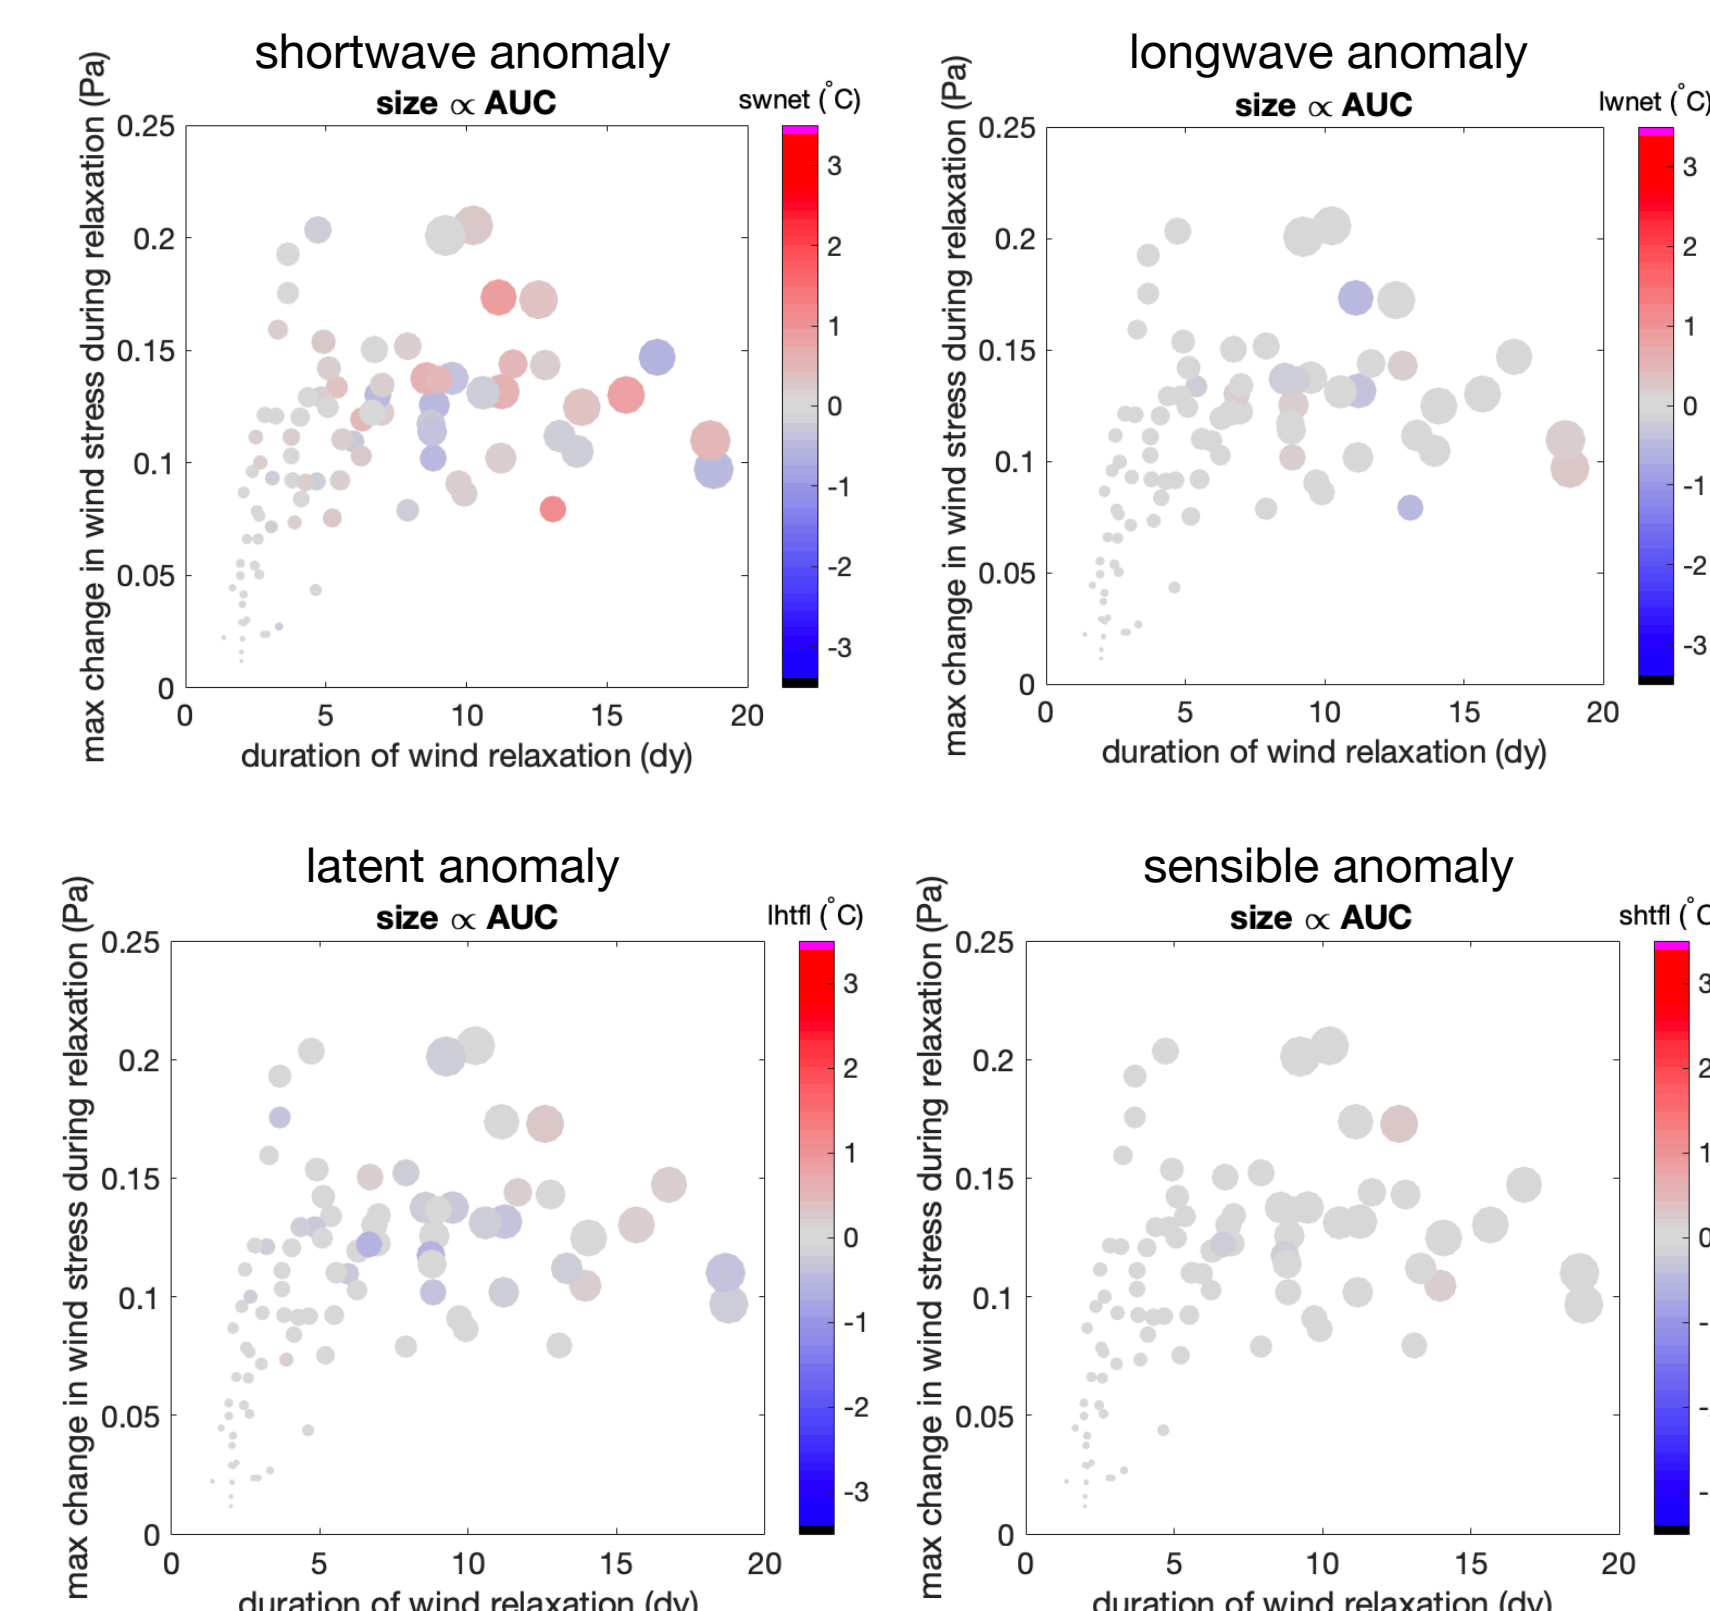 shortwave anomaly
size ∝ AUC
swnet (°C)
max change in wind stress during relaxation (Pa)
0.25
0.2
0.15
0.1
0.05
0
0 5 10 15 20
duration of wind relaxation (dy)
3
2
1
0
-1
-2
-3
longwave anomaly
size ∝ AUC
lwnet (°C)
max change in wind stress during relaxation (Pa)
0.25
0.2
0.15
0.1
0.05
0
0 5 10 15 20
duration of wind relaxation (dy)
3
2
1
0
-1
-2
-3
latent anomaly
size ∝ AUC
lhtfl (°C)
max change in wind stress during relaxation (Pa)
0.25
0.2
0.15
0.1
0.05
0
0 5 10 15 20
duration of wind relaxation (dy)
3
2
1
0
-1
-2
-3
sensible anomaly
size ∝ AUC
shtfl (°C
max change in wind stress during relaxation (Pa)
0.25
0.2
0.15
0.1
0.05
0
0 5 10 15 20
duration of wind relaxation (dy)
3
2
1
0
-
-
-